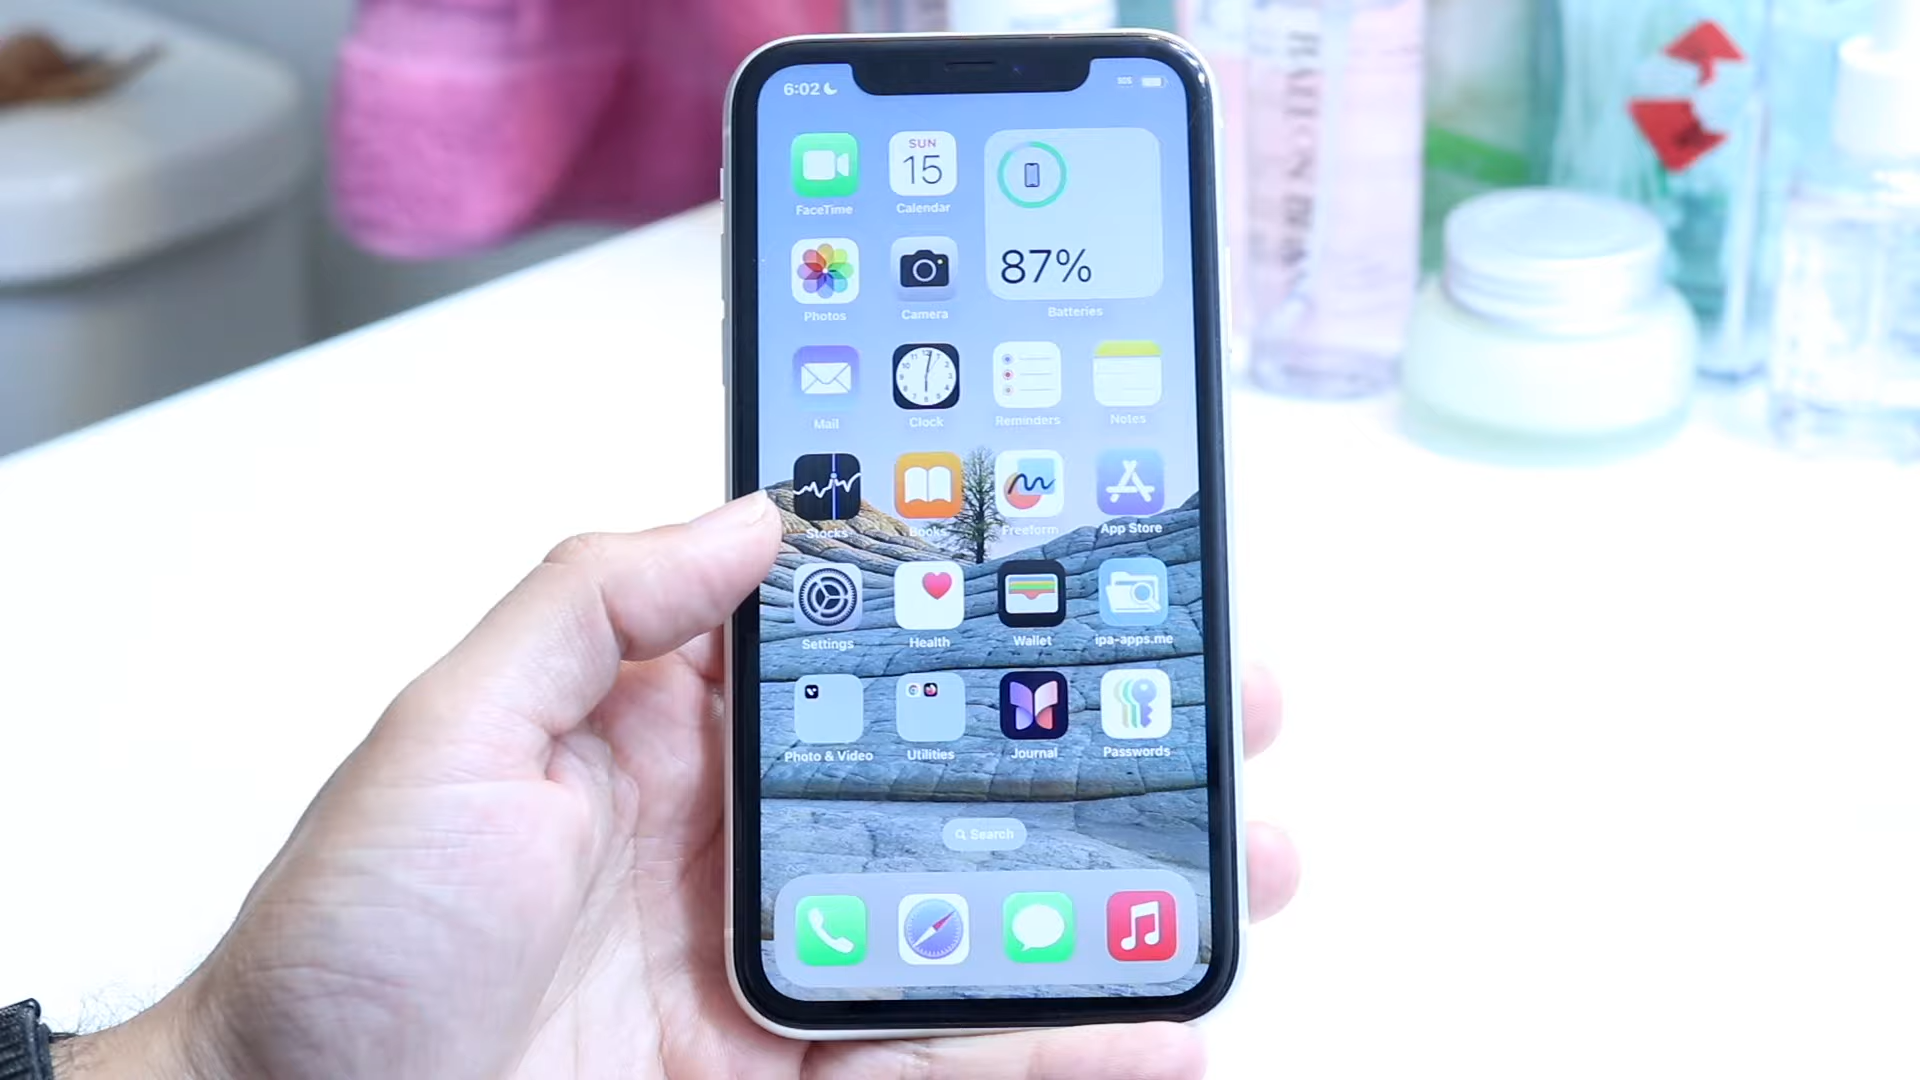 6:02
SOS
SUN
15
FaceTime
Calendar
87%
Photos
Camera
Batteries
Mail
Clock
Reminders
Notes
Stocks
Books
Freeform
App Store
Settings
Health
Wallet
ipa-apps.me
Photo & Video
Utilities
Journal
Passwords
Search